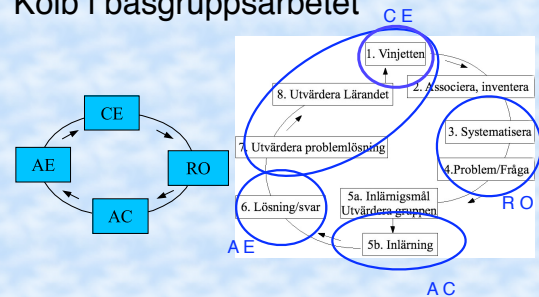 Kolb i basgruppsarbetet
CE
AE
RO
AC
C E
1. Vinjetten
2. Associera, inventera
8. Utvärdera Lärandet
3. Systematisera
7. Utvärdera problemlösning
4.Problem/Fråga
R O
5a. Inlärnigsmål
Utvärdera gruppen
6. Lösning/svar
A E
5b. Inlärning
A C